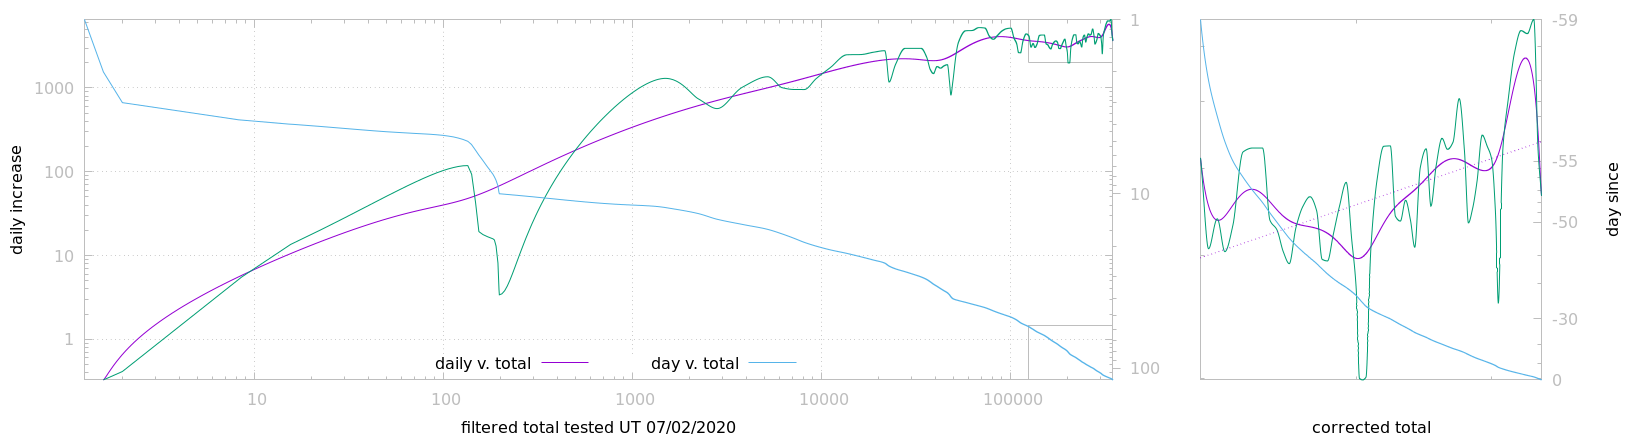 daily increase
1000
100
10
1
daily v. total
day v. total
10
100
1000
10000
100000
filtered total tested UT 07/02/2020
1
10
100
-59
-55
-50
-30
0
day since
corrected total